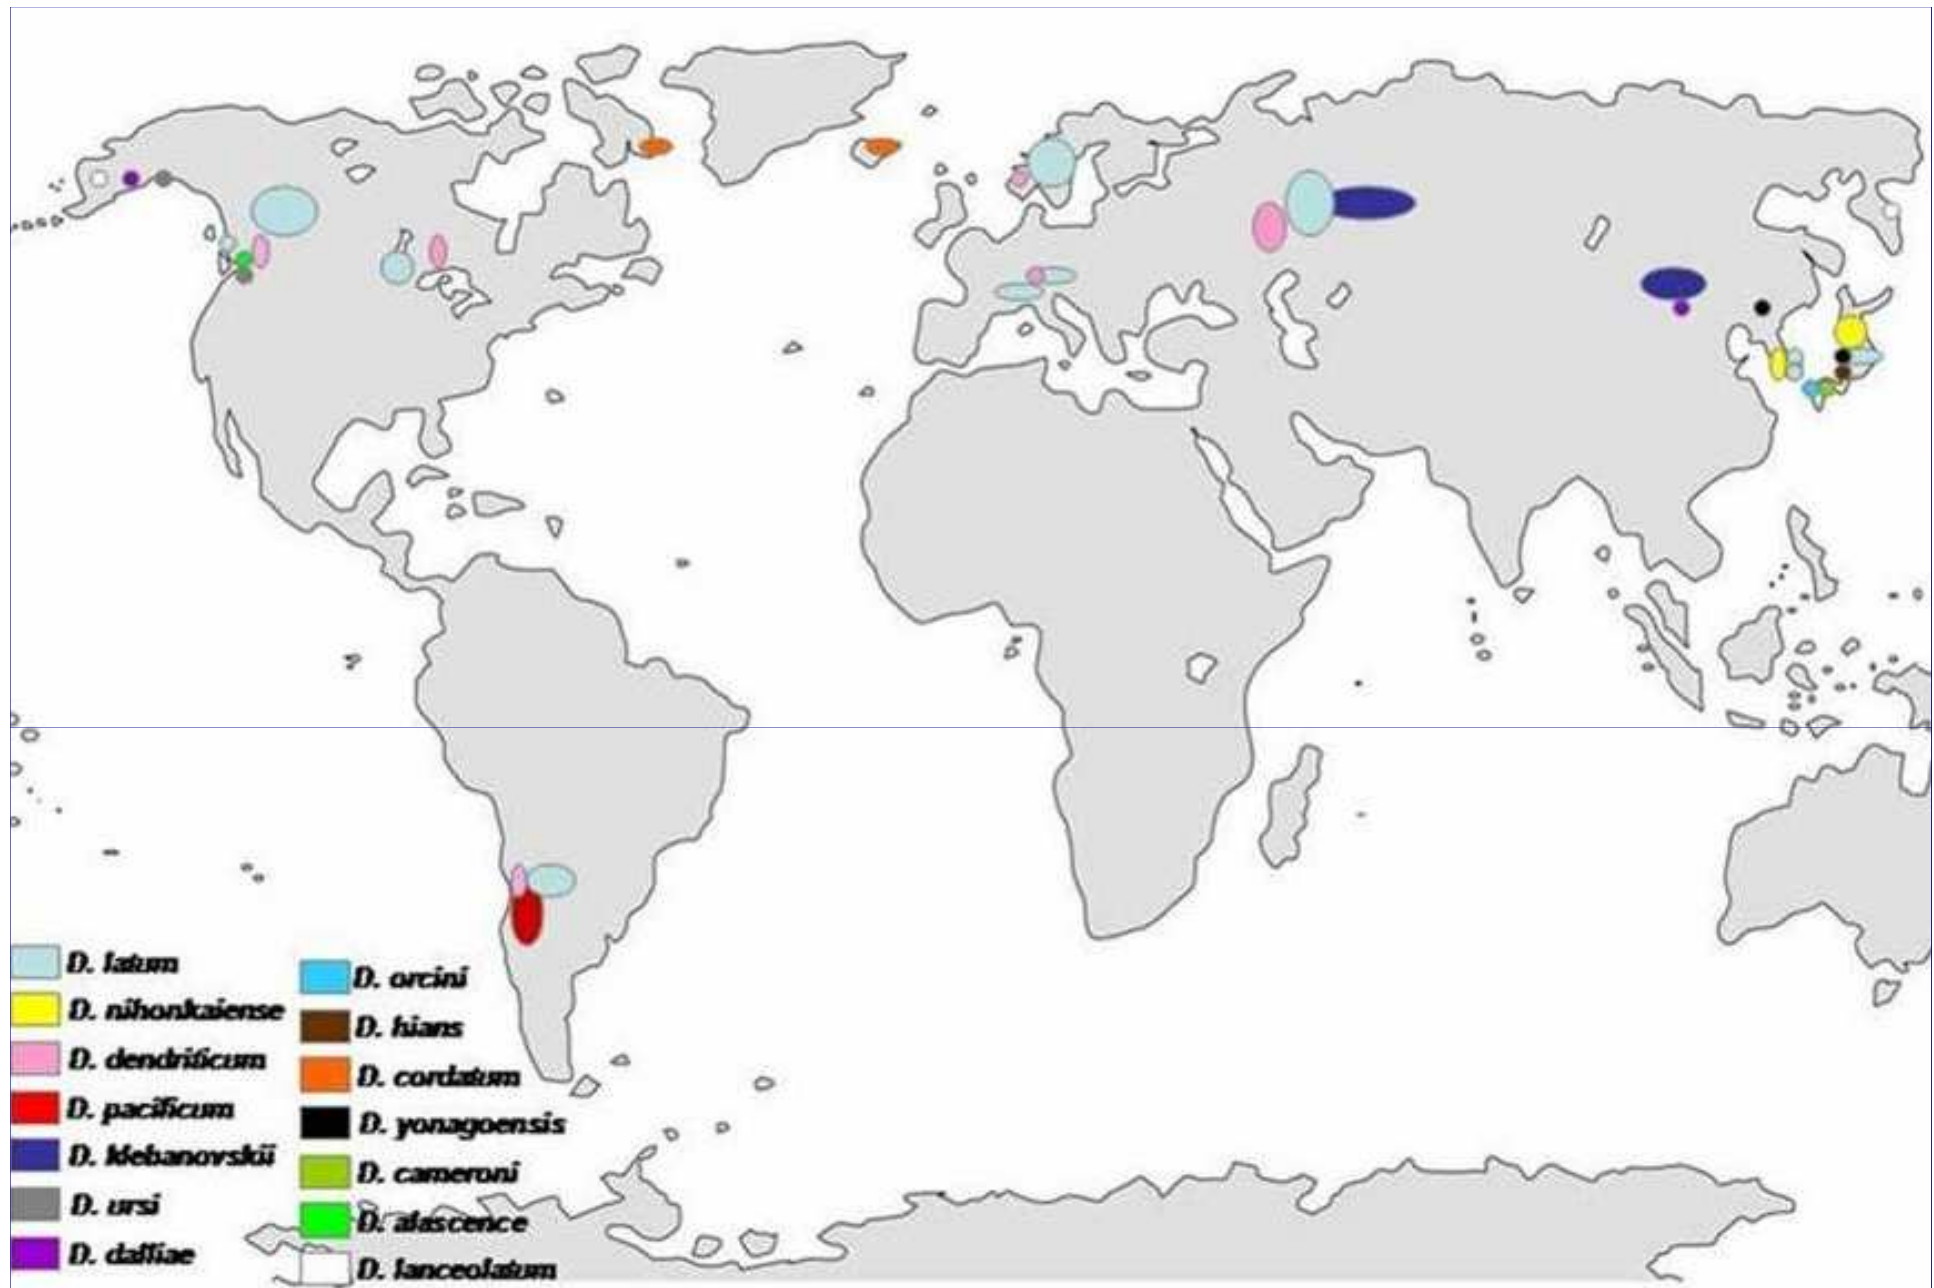 D. latum
D. nihonkaiense
D. dendriticum
D. pacificum
D. klebanovskii
D. ursi
D. dalliae
D. orcini
D. hians
D. cordatum
D. yonagoensis
D. cameroni
D. alascence
D. lanceolatum